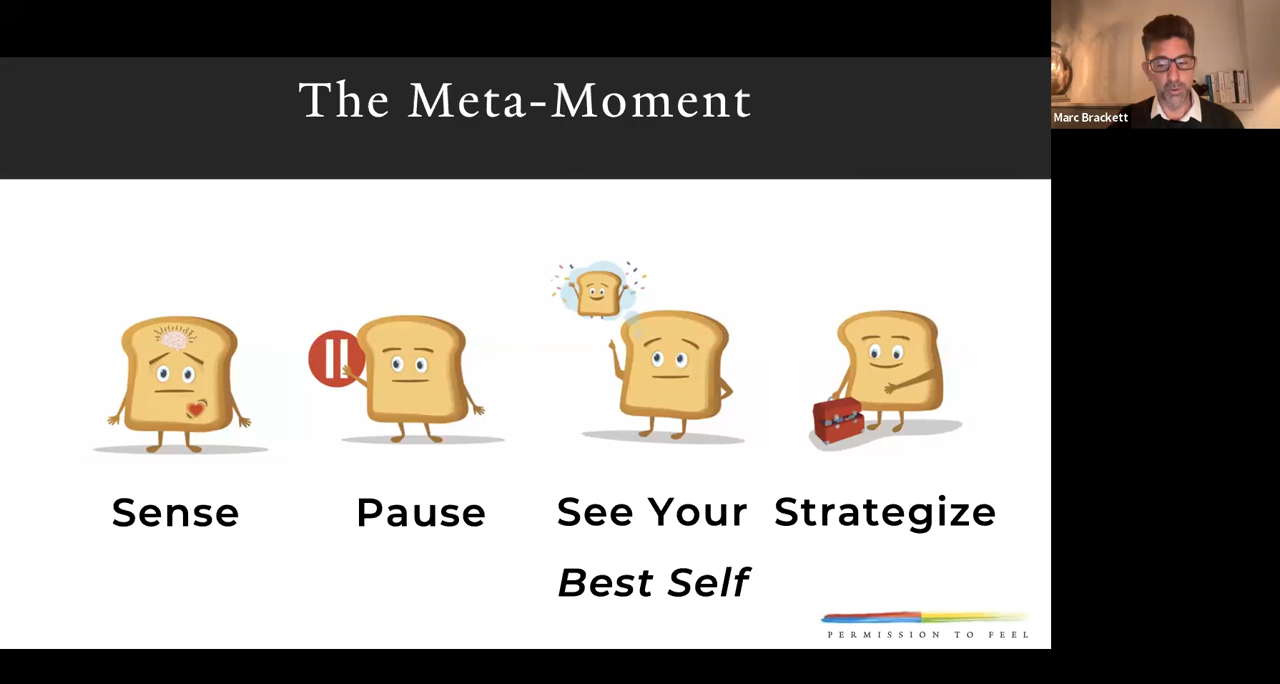 The Meta-Moment
Marc Brackett
Sense
Pause
See Your
Best Self
Strategize
PERMISSION TO FEEL